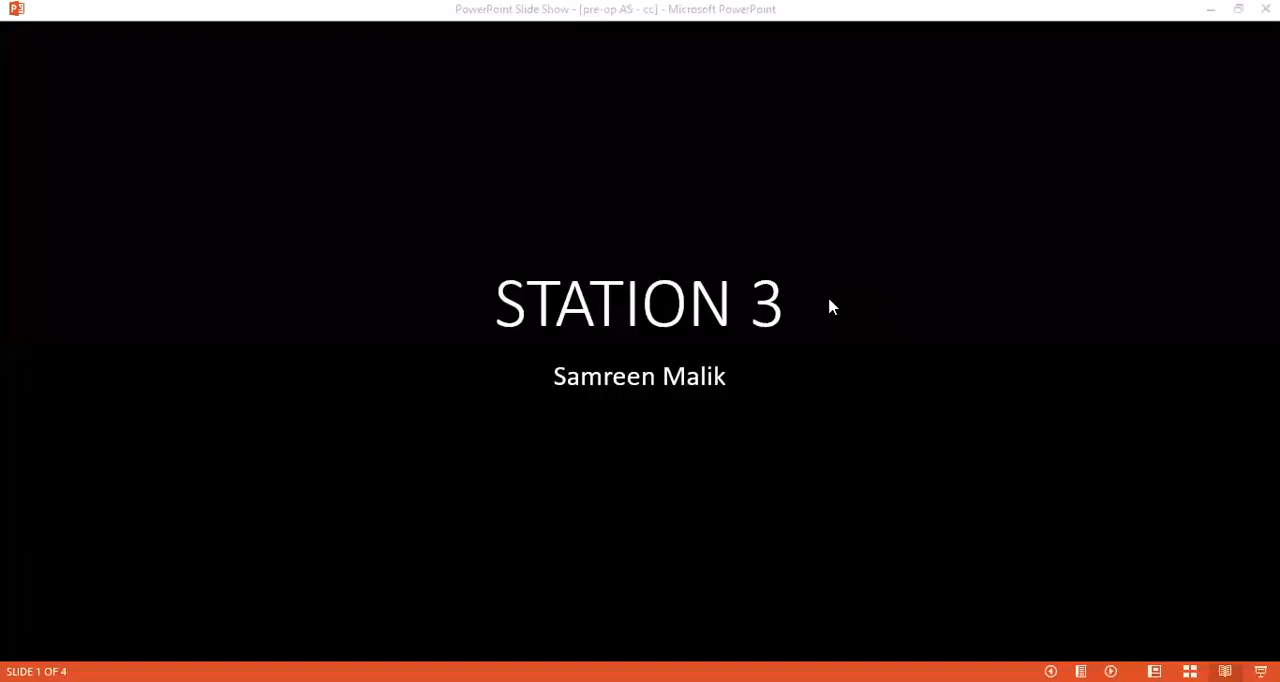 PowerPoint Slide Show - [pre-op AS - cc] - Microsoft PowerPoint
STATION 3
Samreen Malik
SLIDE 1 OF 4